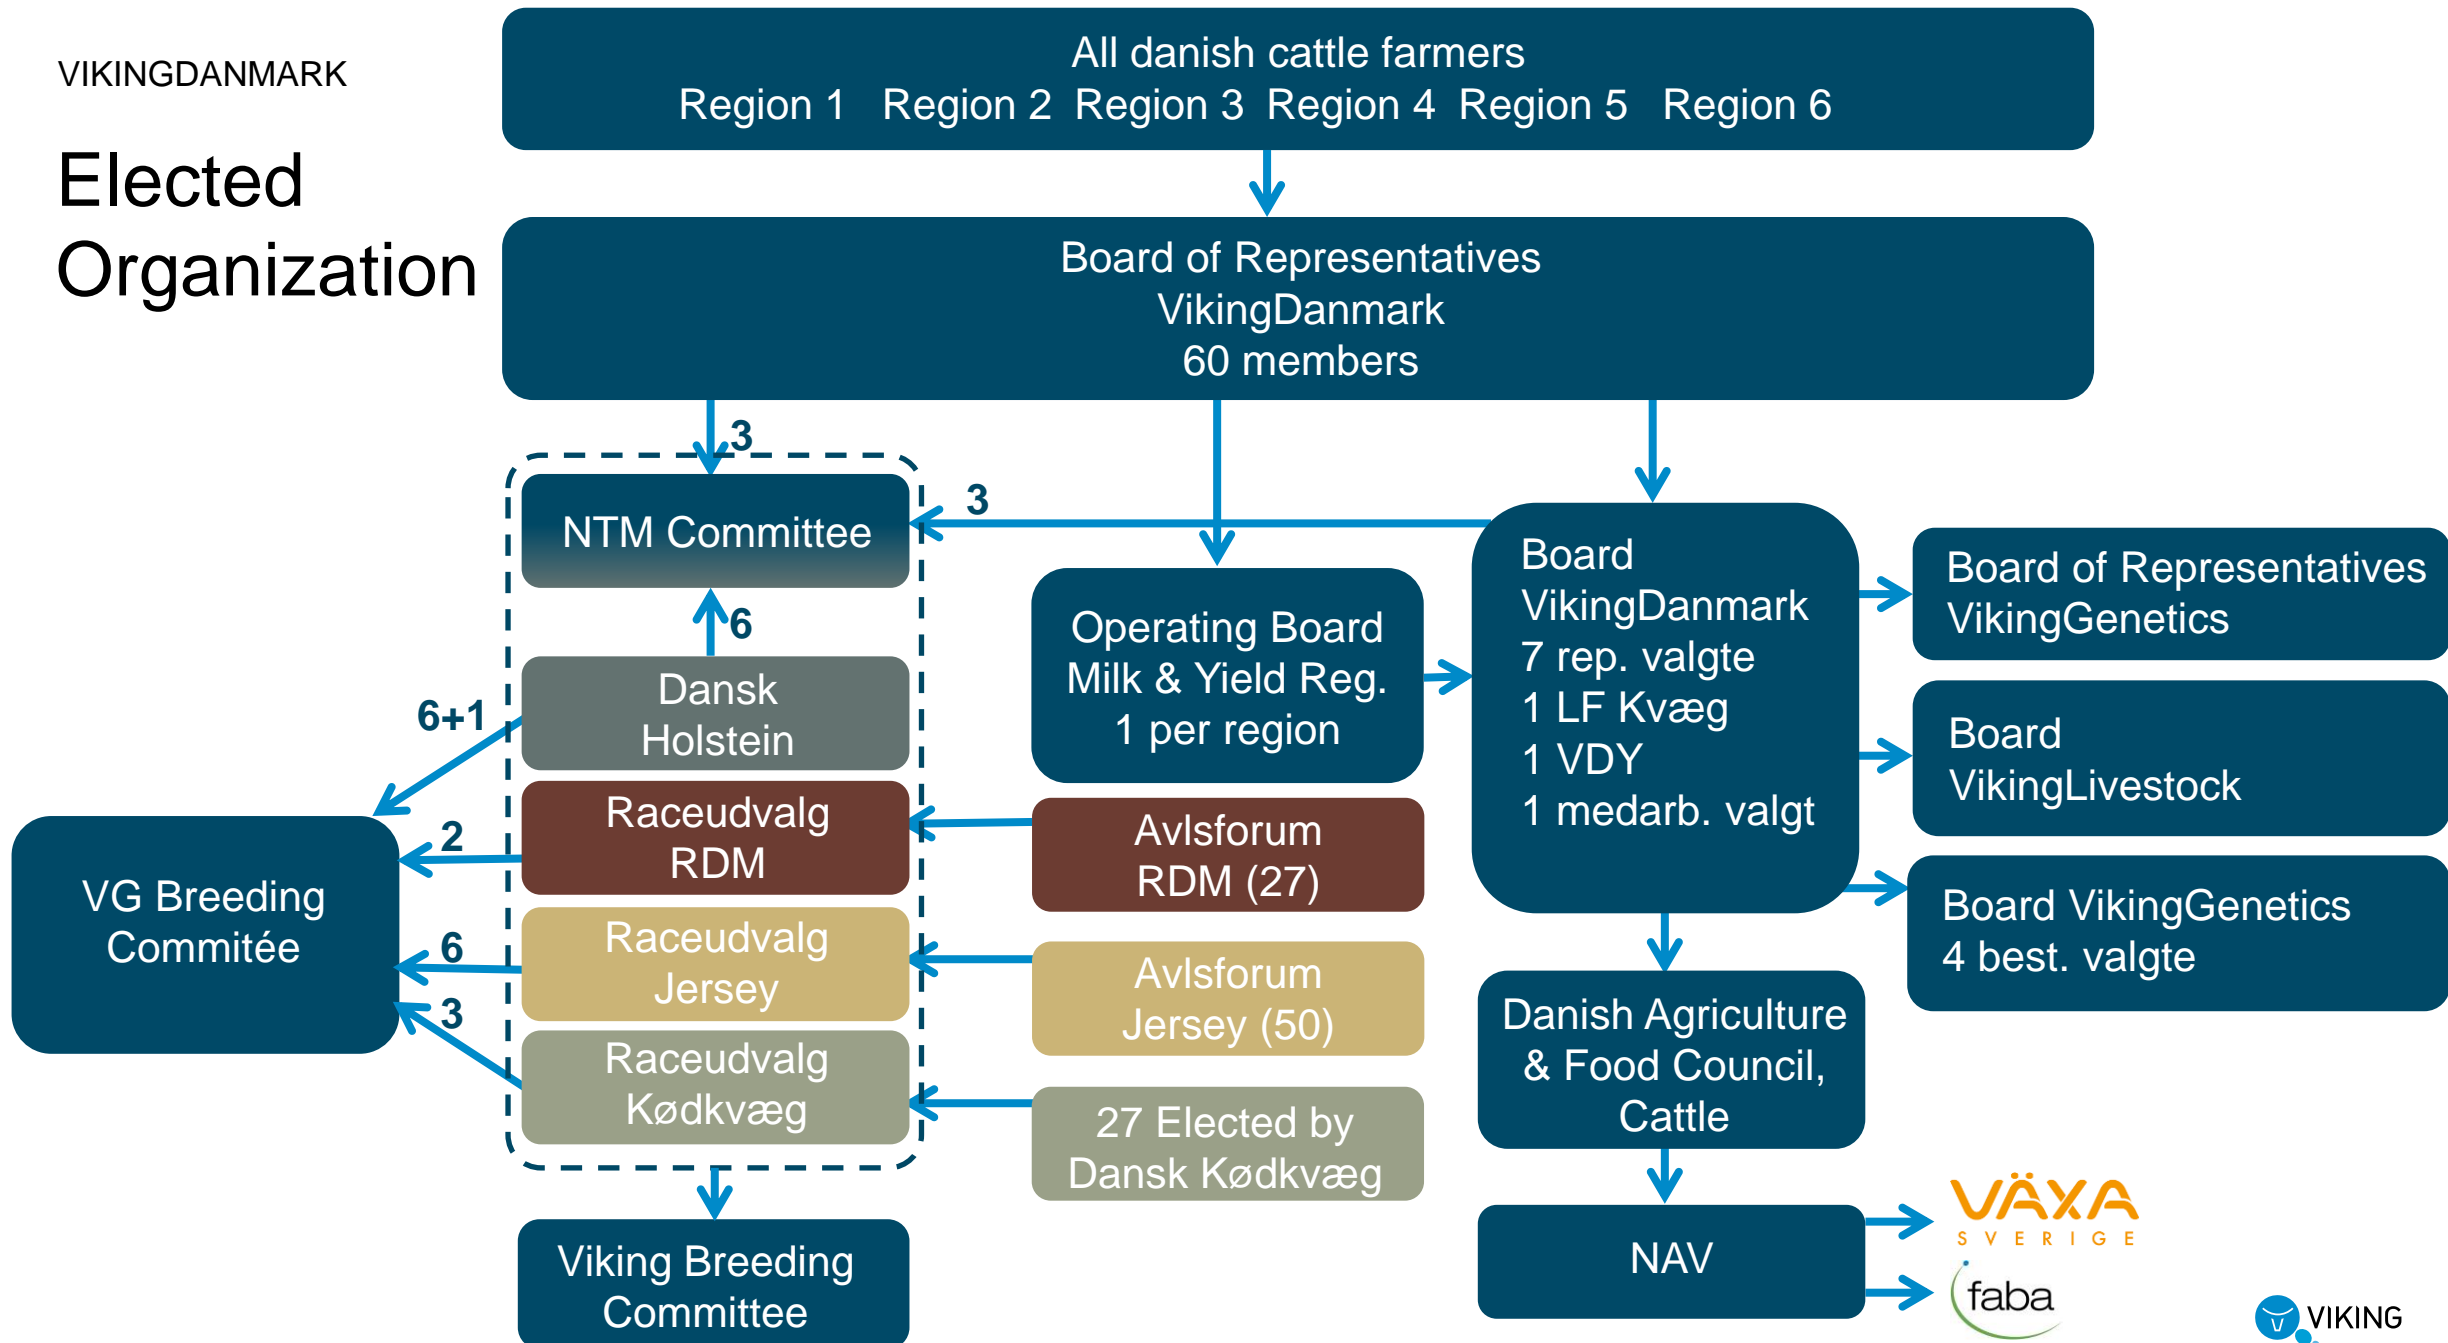 VIKINGDANMARK
Elected
Organization
All danish cattle farmers
Region 1 Region 2 Region 3 Region 4 Region 5 Region 6
Board of Representatives
VikingDanmark
60 members
3
NTM Committee
3
6
Dansk
Holstein
6+1
Raceudvalg
RDM
2
Raceudvalg
Jersey
6
Raceudvalg
Kødkvæg
3
VG Breeding
Commitée
Viking Breeding
Committee
Operating Board
Milk & Yield Reg.
1 per region
Avlsforum
RDM (27)
Avlsforum
Jersey (50)
27 Elected by
Dansk Kødkvæg
Board
VikingDanmark
7 rep. valgte
1 LF Kvæg
1 VDY
1 medarb. valgt
Board of Representatives
VikingGenetics
Board
VikingLivestock
Board VikingGenetics
4 best. valgte
Danish Agriculture
& Food Council,
Cattle
NAV
VÄXA
SVERIGE
faba
VIKING